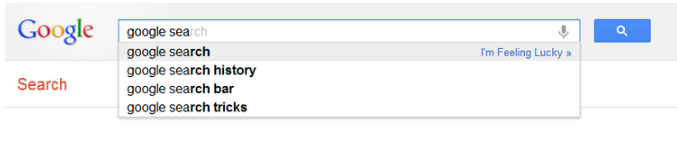 Google google search
google search I'm Feeling Lucky »
google search history
google search bar
google search tricks
Search